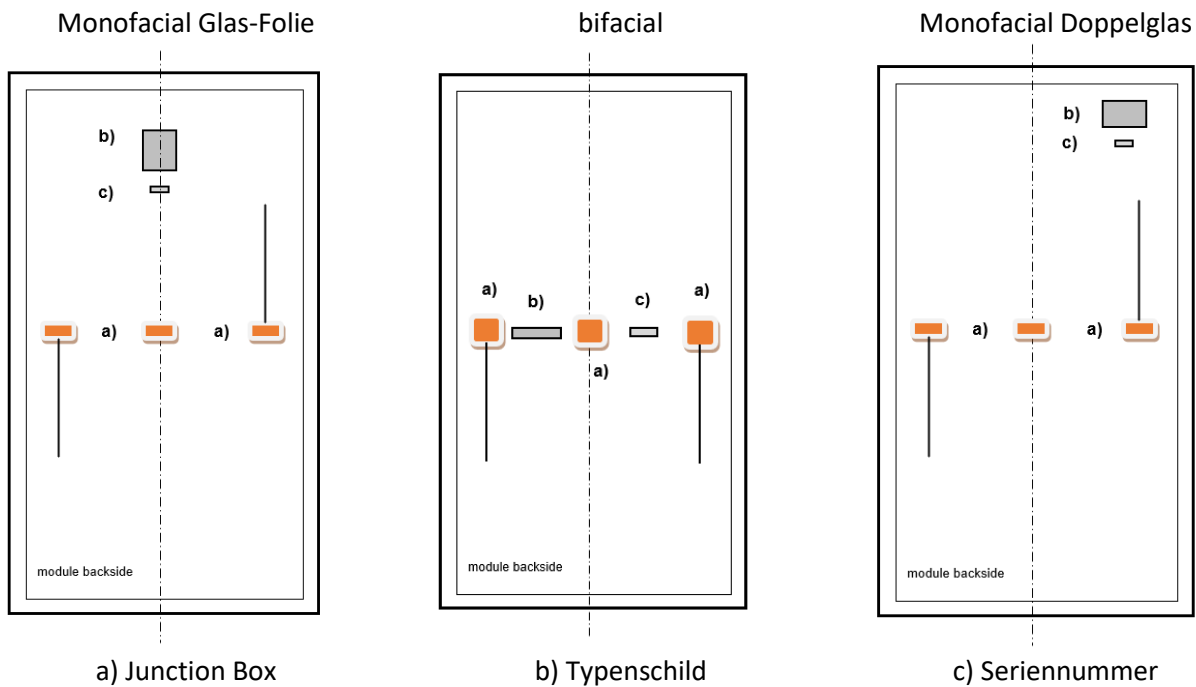 Monofacial Glas-Folie
bifacial
Monofacial Doppelglas
b)
c)
a)
a)
module backside
a)
b)
c)
a)
a)
module backside
b)
c)
a)
a)
module backside
a) Junction Box
b) Typenschild
c) Seriennummer